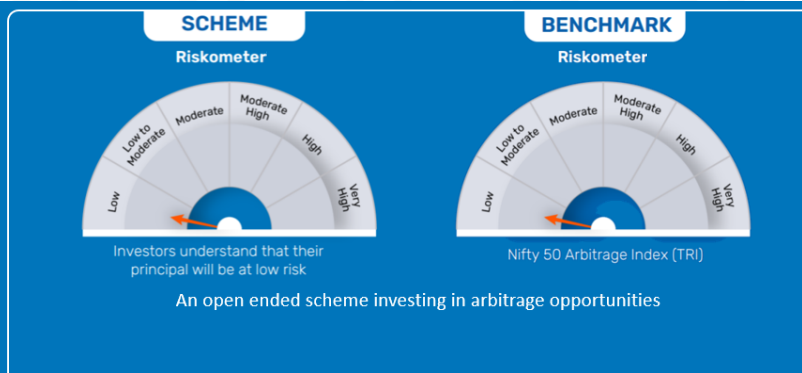 SCHEME
Riskometer
Low
Low to
Moderate
Moderate
Moderate
High
High
Very
High
Investors understand that their
principal will be at low risk
BENCHMARK
Riskometer
Low
Low to
Moderate
Moderate
Moderate
High
High
Very
High
Nifty 50 Arbitrage Index (TRI)
An open ended scheme investing in arbitrage opportunities